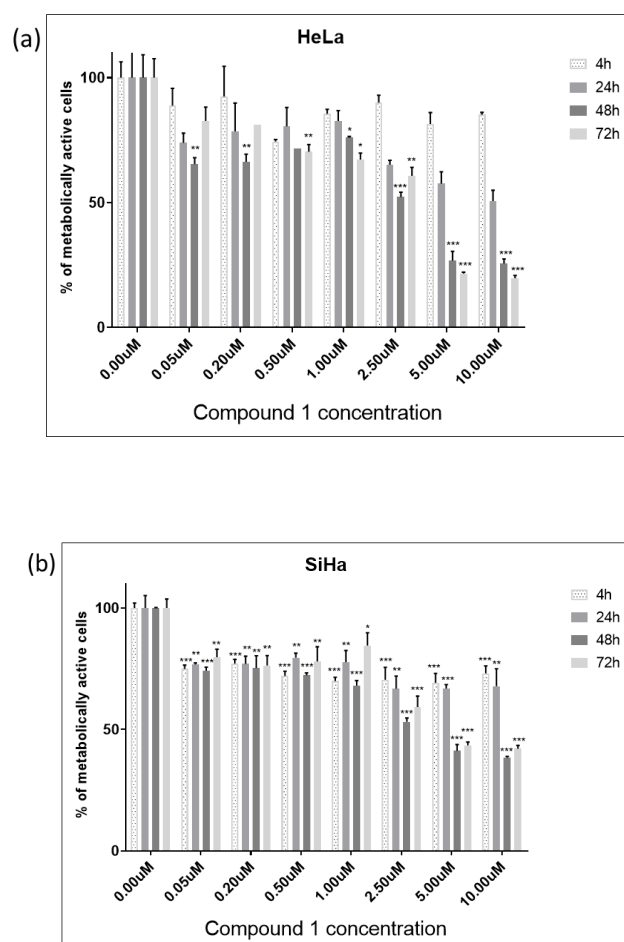 (a)
HeLa
100
50
0
% of metabolically active cells
4h
24h
48h
72h
** ** ** * * *** ** *** *** *** ***
0.00uM 0.05uM 0.20uM 0.50uM 1.00uM 2.50uM 5.00uM 10.00uM
Compound 1 concentration
(b)
SiHa
100
50
0
% of metabolically active cells
4h
24h
48h
72h
*** ** *** ** *** ** ** ** *** ** *** ** *** ** *** * *** ** *** *** *** *** *** *** *** ** *** ***
0.00uM 0.05uM 0.20uM 0.50uM 1.00uM 2.50uM 5.00uM 10.00uM
Compound 1 concentration